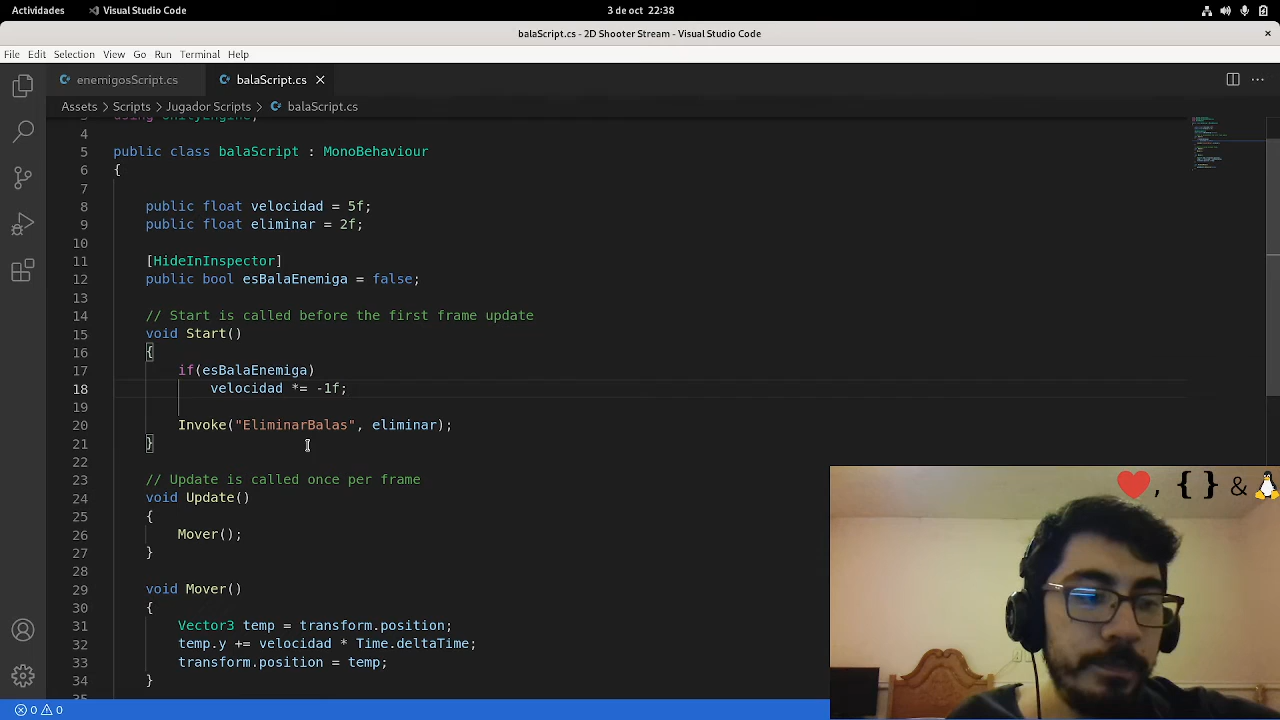 Actividades
Visual Studio Code
3 de oct 22:38
balaScript.cs - 2D Shooter Stream - Visual Studio Code
File Edit Selection View Go Run Terminal Help
enemigosScript.cs
balaScript.cs
Assets > Scripts > Jugador Scripts > balaScript.cs
using UnityEngine;
4
5 public class balaScript : MonoBehaviour
6 {
7
8 public float velocidad = 5f;
9 public float eliminar = 2f;
10
11 [HideInInspector]
12 public bool esBalaEnemiga = false;
13
14 // Start is called before the first frame update
15 void Start()
16 {
17 if(esBalaEnemiga)
18 velocidad *= -1f;
19
20 Invoke("EliminarBalas", eliminar);
21 }
22
23 // Update is called once per frame
24 void Update()
25 {
26 Mover();
27 }
28
29 void Mover()
30 {
31 Vector3 temp = transform.position;
32 temp.y += velocidad * Time.deltaTime;
33 transform.position = temp;
34 }
0 0
, { } &